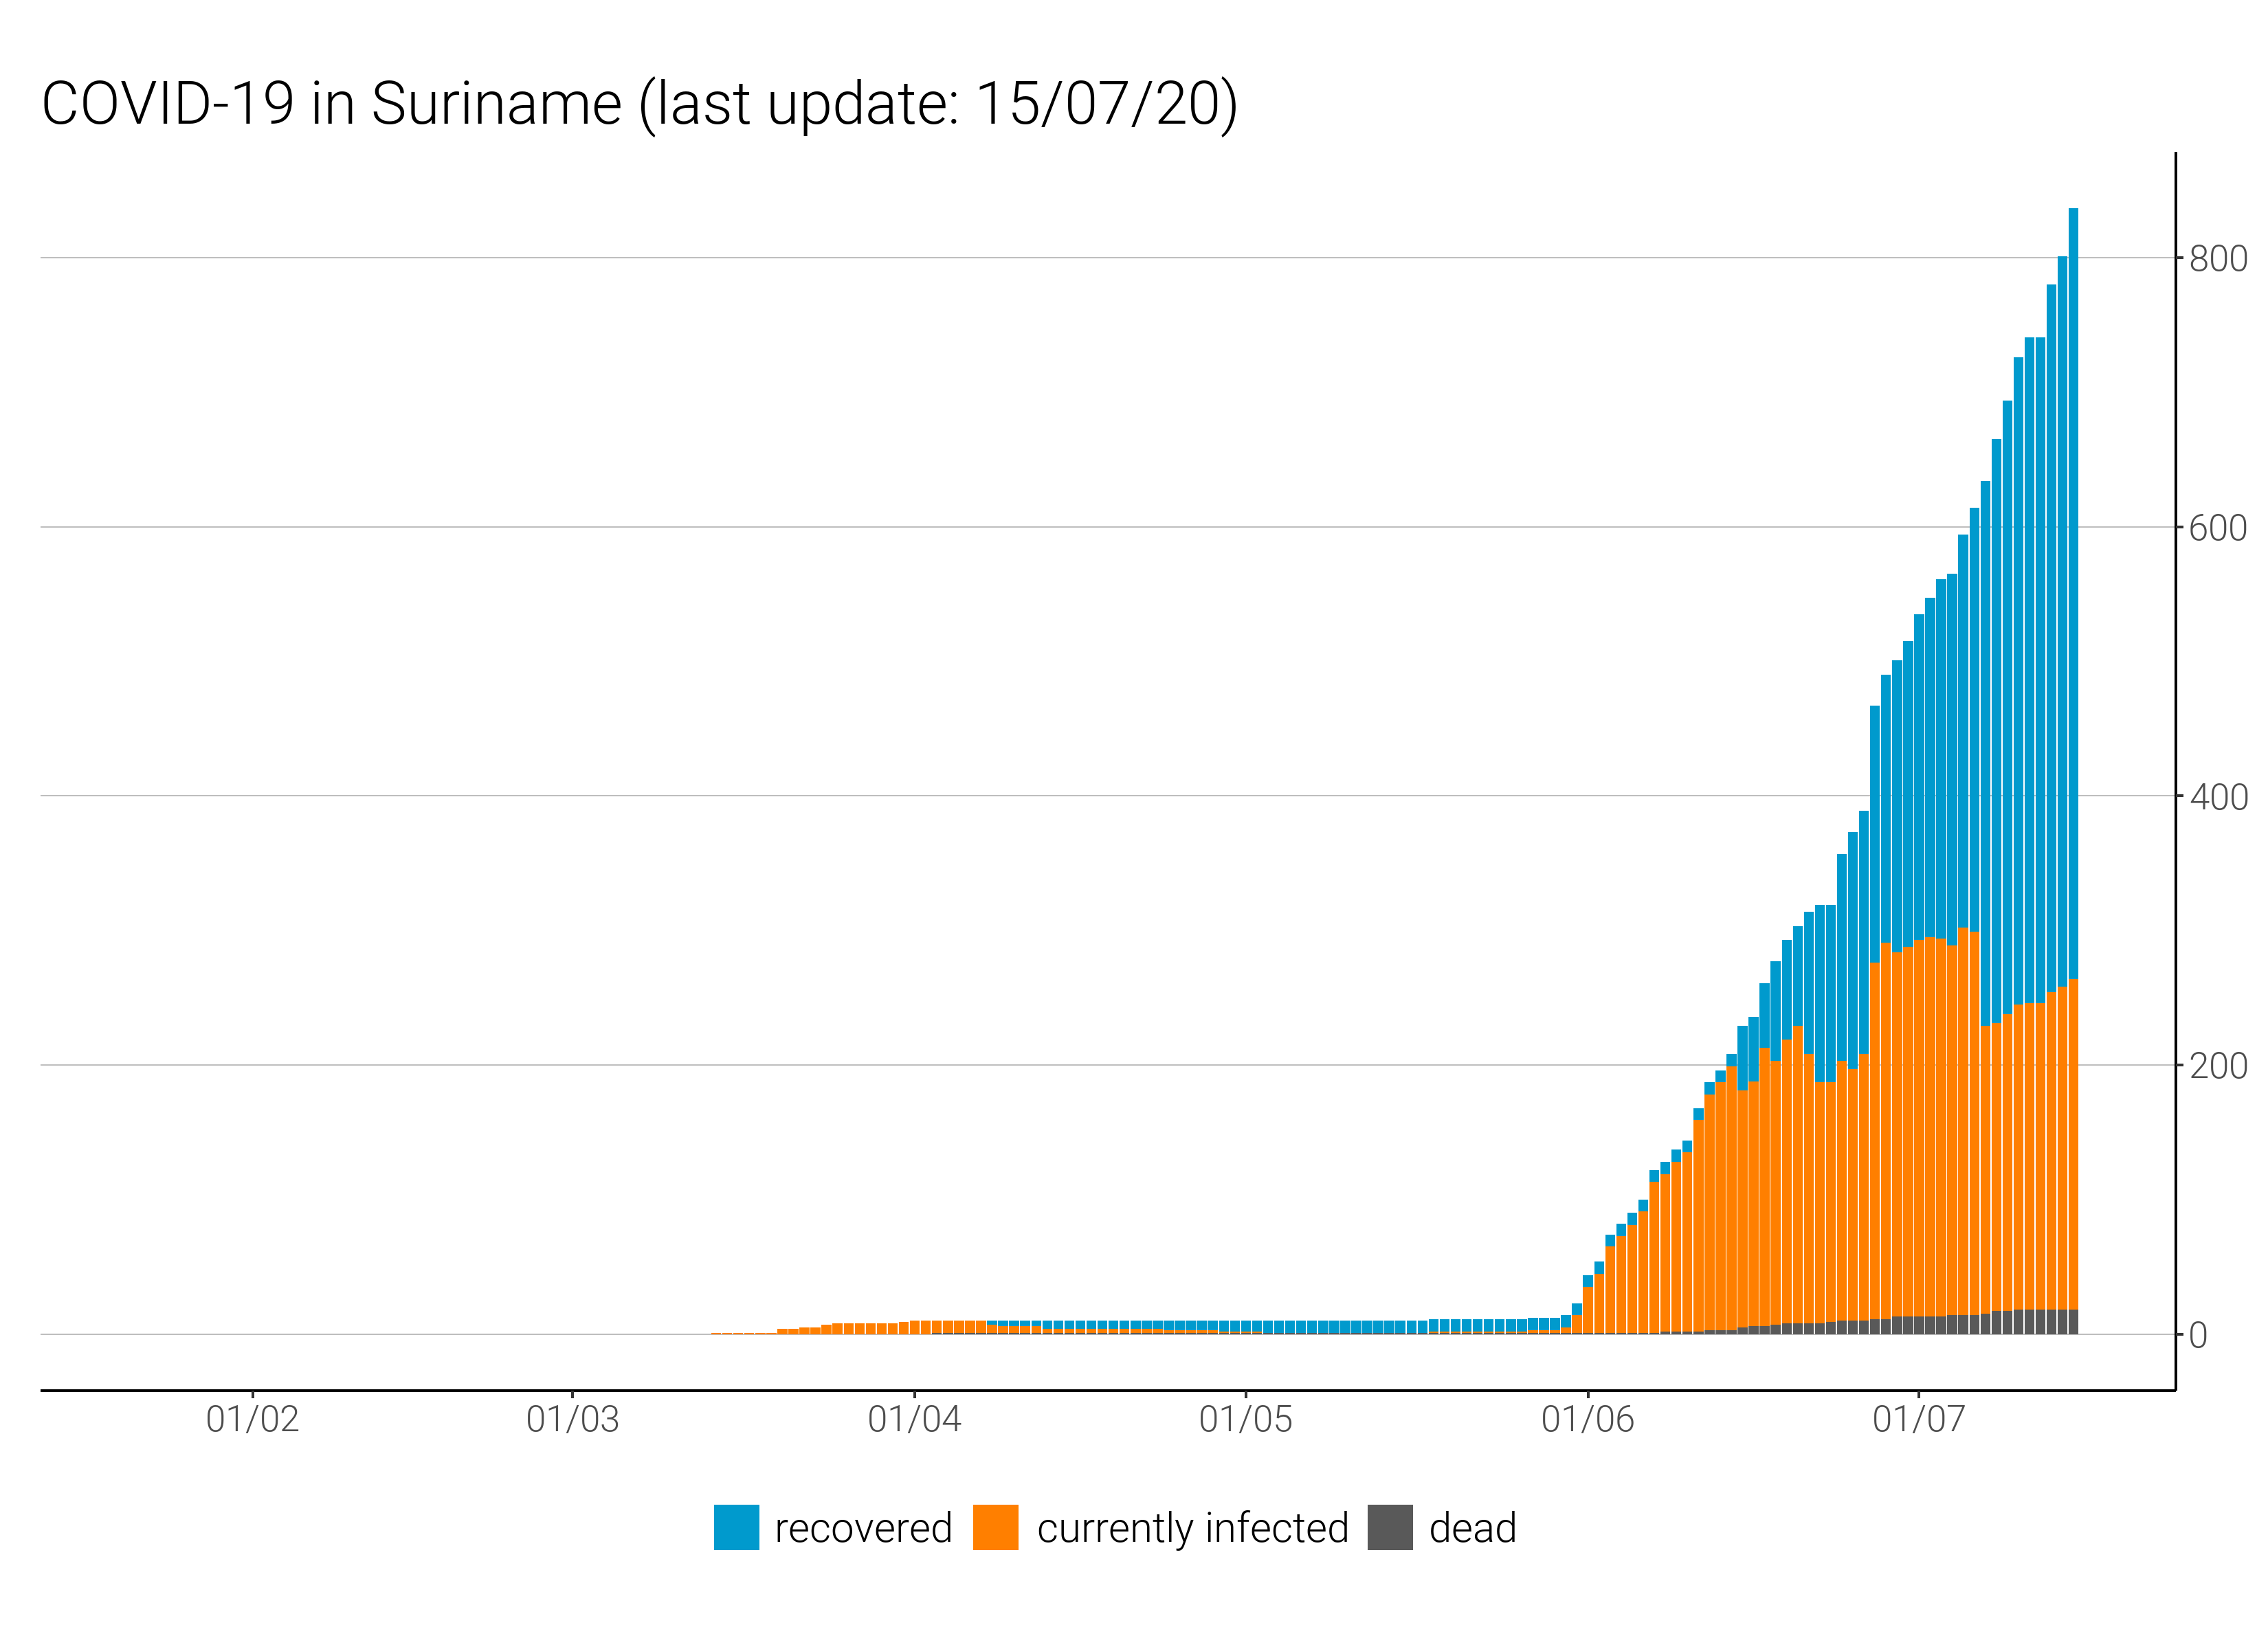 COVID-19 in Suriname (last update: 15/07/20)
800
600
400
200
0
01/02 01/03 01/04 01/05 01/06 01/07
recovered currently infected dead